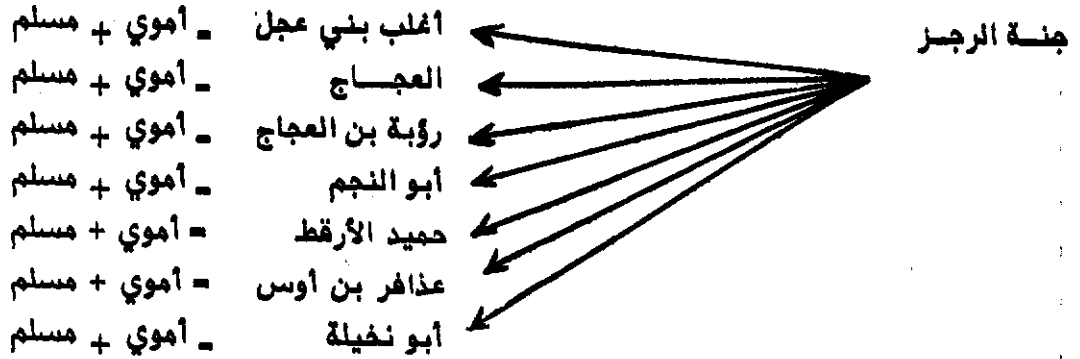 جنة الرجز
أغلب بني عجل = أموي + مسلم
العجاج = أموي + مسلم
رؤبة بن العجاج = أموي + مسلم
أبو النجم = أموي + مسلم
حميد الأرقط = أموي + مسلم
عذافر بن أوس = أموي + مسلم
أبو نخيلة = أموي + مسلم